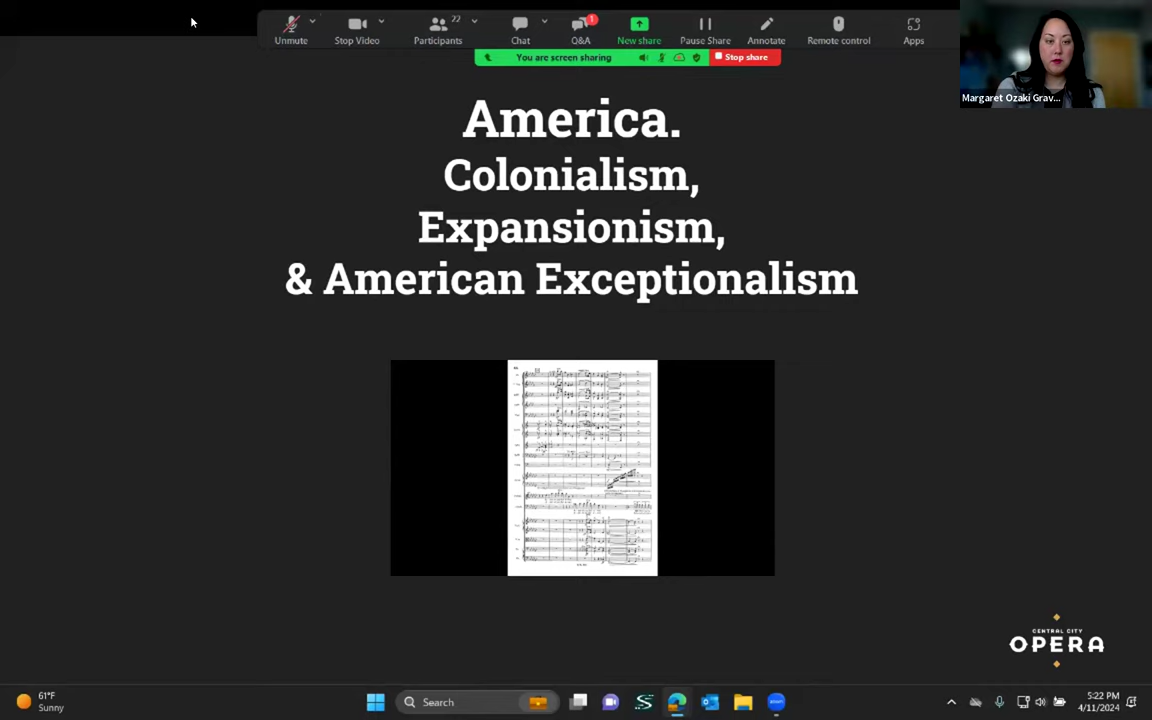 22
1
Unmute
Stop Video
Participants
Chat
Q&A
New share
Pause Share
Annotate
Remote control
Apps
You are screen sharing
Stop share
Margaret Ozaki Grav...
America.
Colonialism,
Expansionism,
& American Exceptionalism
CENTRAL CITY
OPERA
61°F
Sunny
Search
5:22 PM
4/11/2024